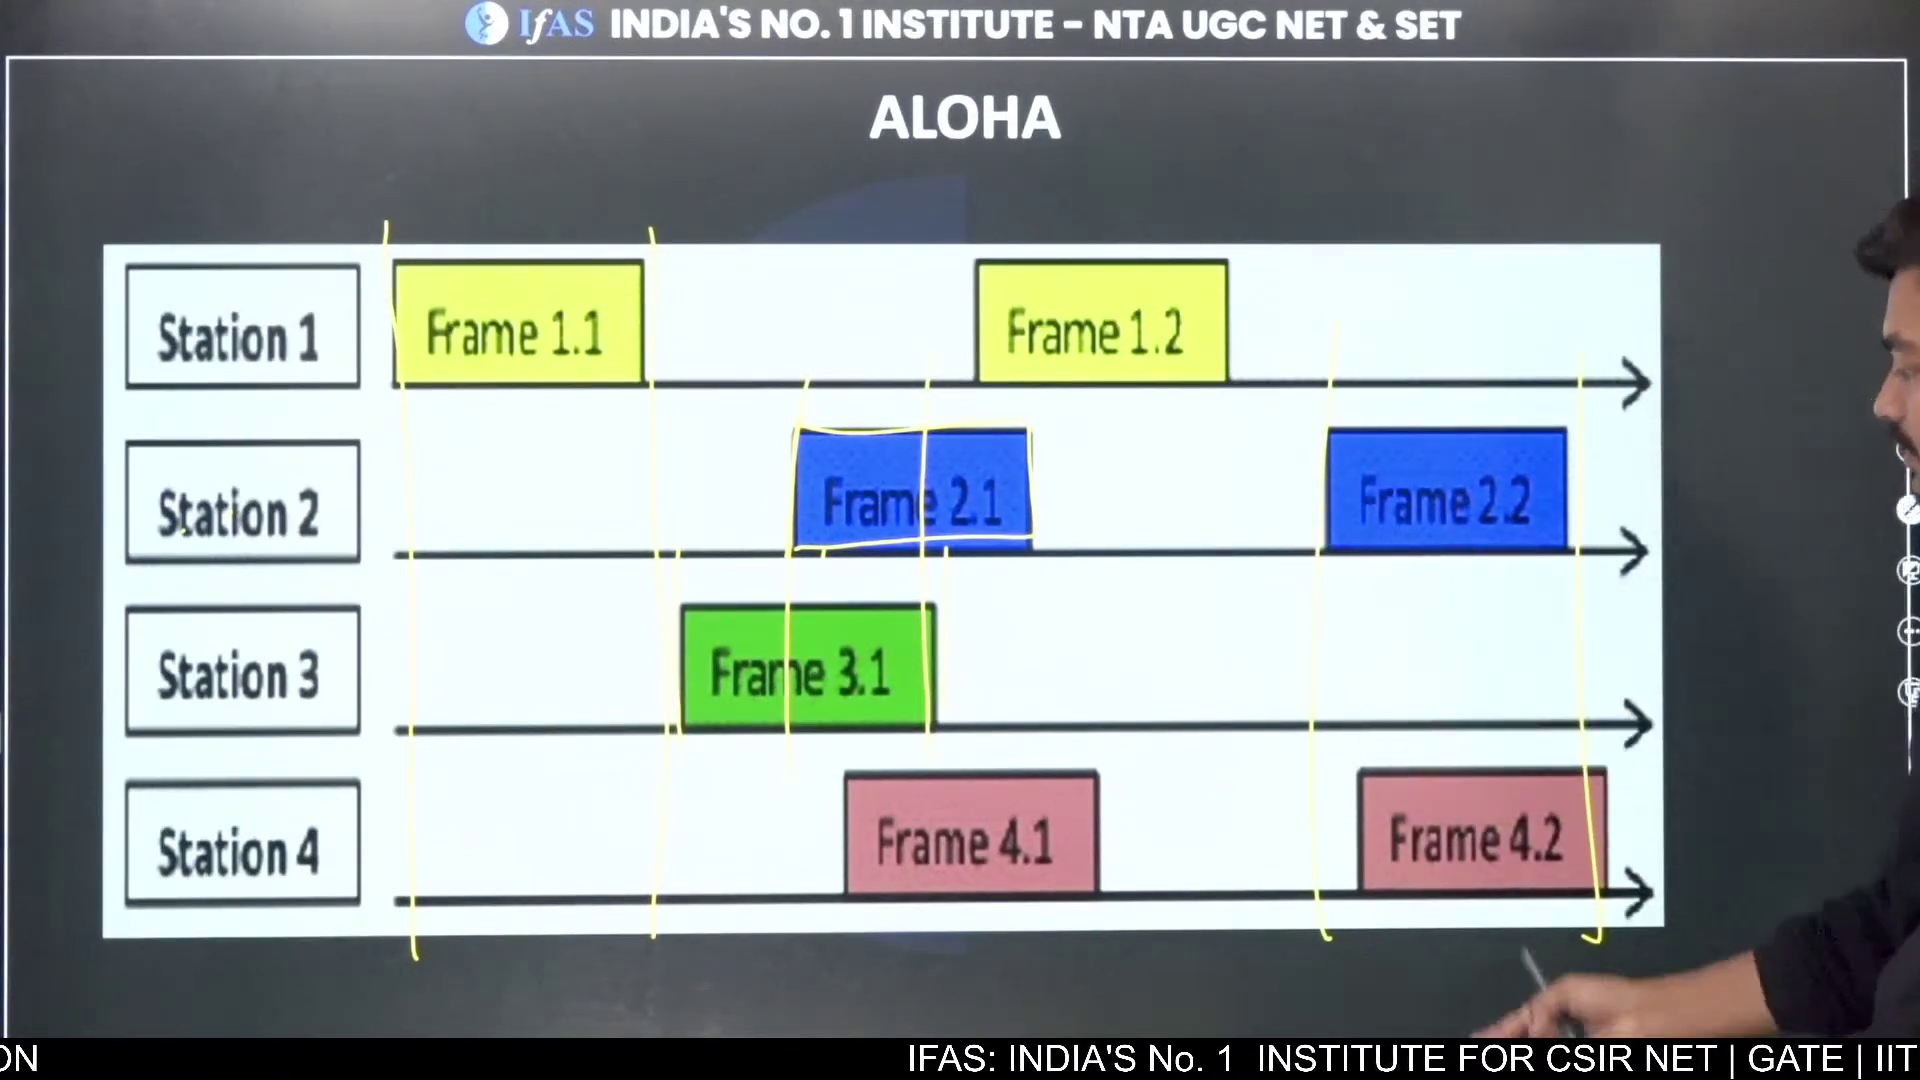 IfAS INDIA'S NO. 1 INSTITUTE - NTA UGC NET & SET
ALOHA
Station 1
Frame 1.1
Frame 1.2
Station 2
Frame 2.1
Frame 2.2
Station 3
Frame 3.1
Station 4
Frame 4.1
Frame 4.2
ON IFAS: INDIA'S No. 1 INSTITUTE FOR CSIR NET | GATE | IIT